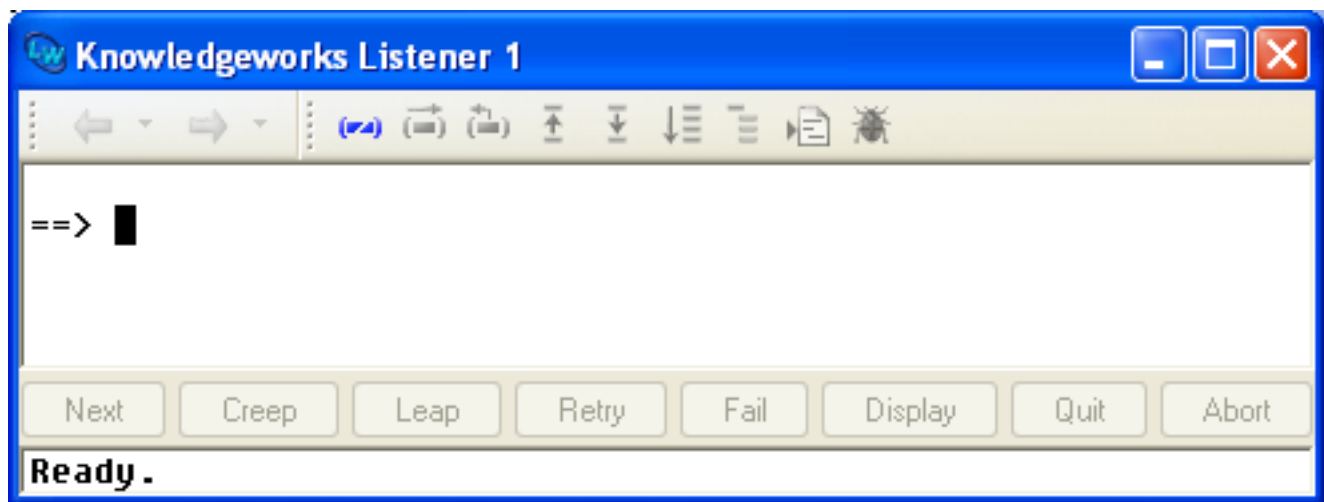 Knowledgeworks Listener 1
==>
Next Creep Leap Retry Fail Display Quit Abort
Ready.